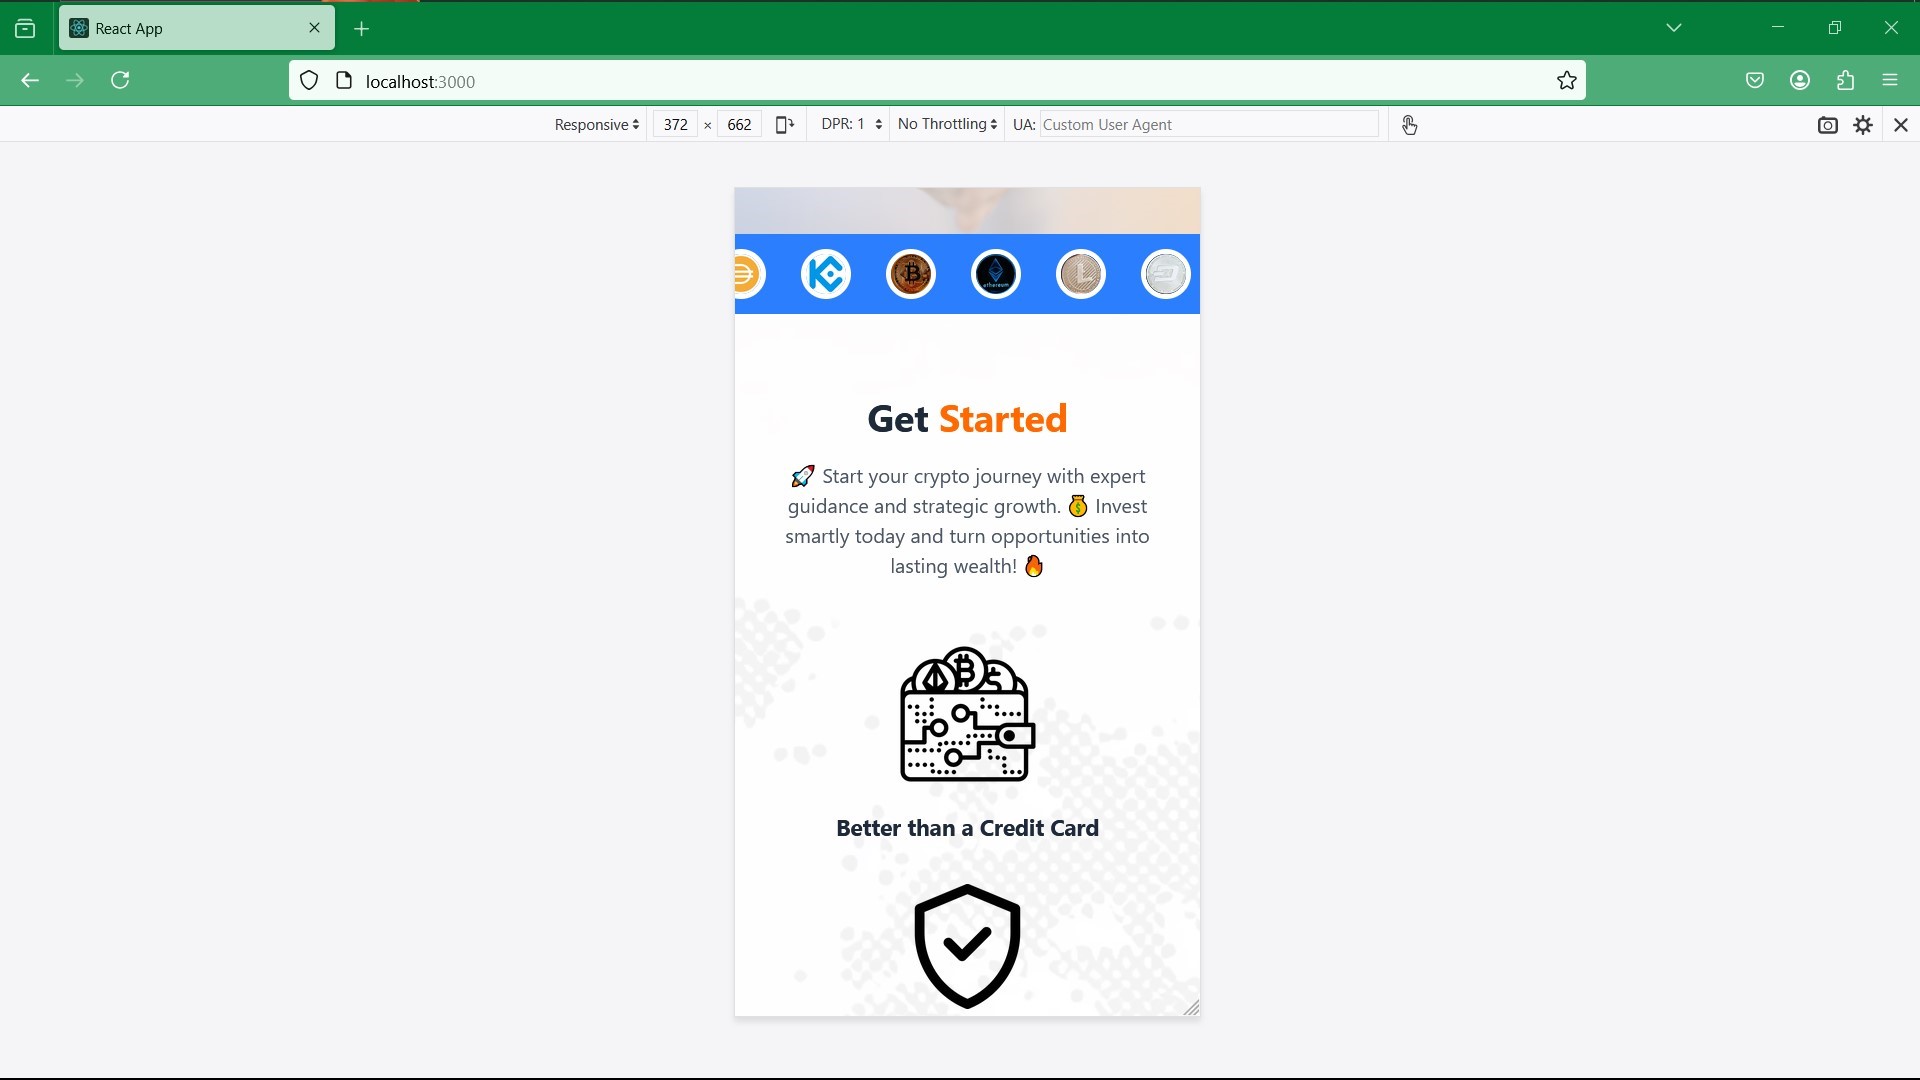 React App
localhost:3000
Responsive 372 × 662 DPR: 1 No Throttling UA: Custom User Agent
ethereum
Get Started
🚀 Start your crypto journey with expert
guidance and strategic growth. 💰 Invest
smartly today and turn opportunities into
lasting wealth! 🔥
Better than a Credit Card